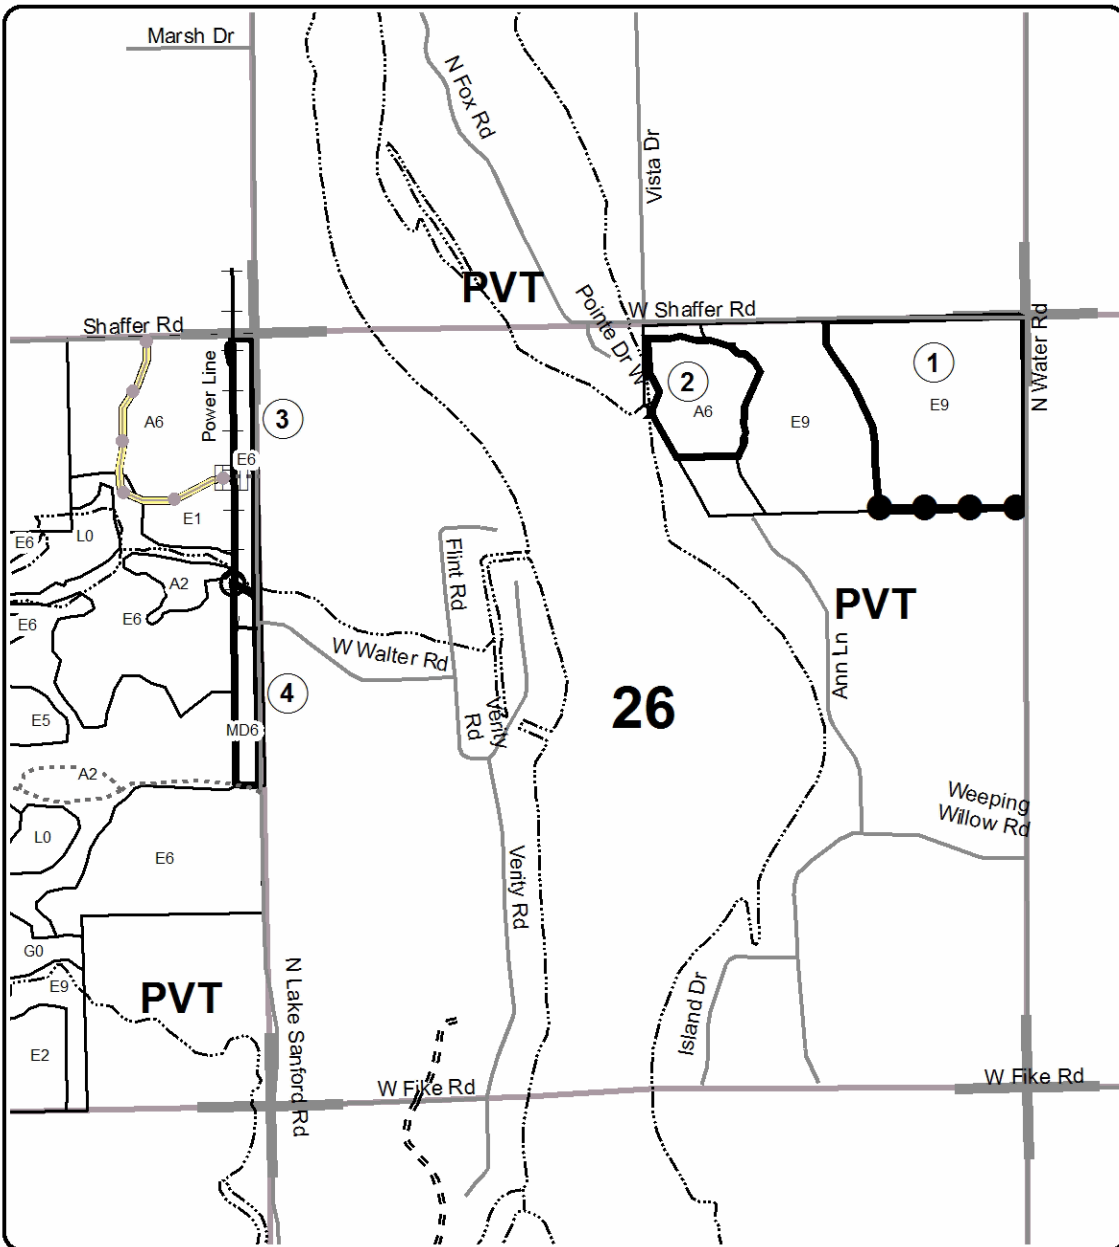 Marsh Dr
N Fox Rd
Vista Dr
PVT
Pointe Dr W
W Shaffer Rd
Shaffer Rd
N Water Rd
Power Line
1
2
3
A6
E9
E9
A6
E6
E1
E6
L0
A2
E6
E6
Flint Rd
PVT
W Walter Rd
Ann Ln
4
26
E5
MD6
Verity
Rd
A2
Weeping
Willow Rd
L0
E6
Verity Rd
G0
E9
PVT
N Lake Sanford Rd
Island Dr
E2
W Fike Rd
W Fike Rd